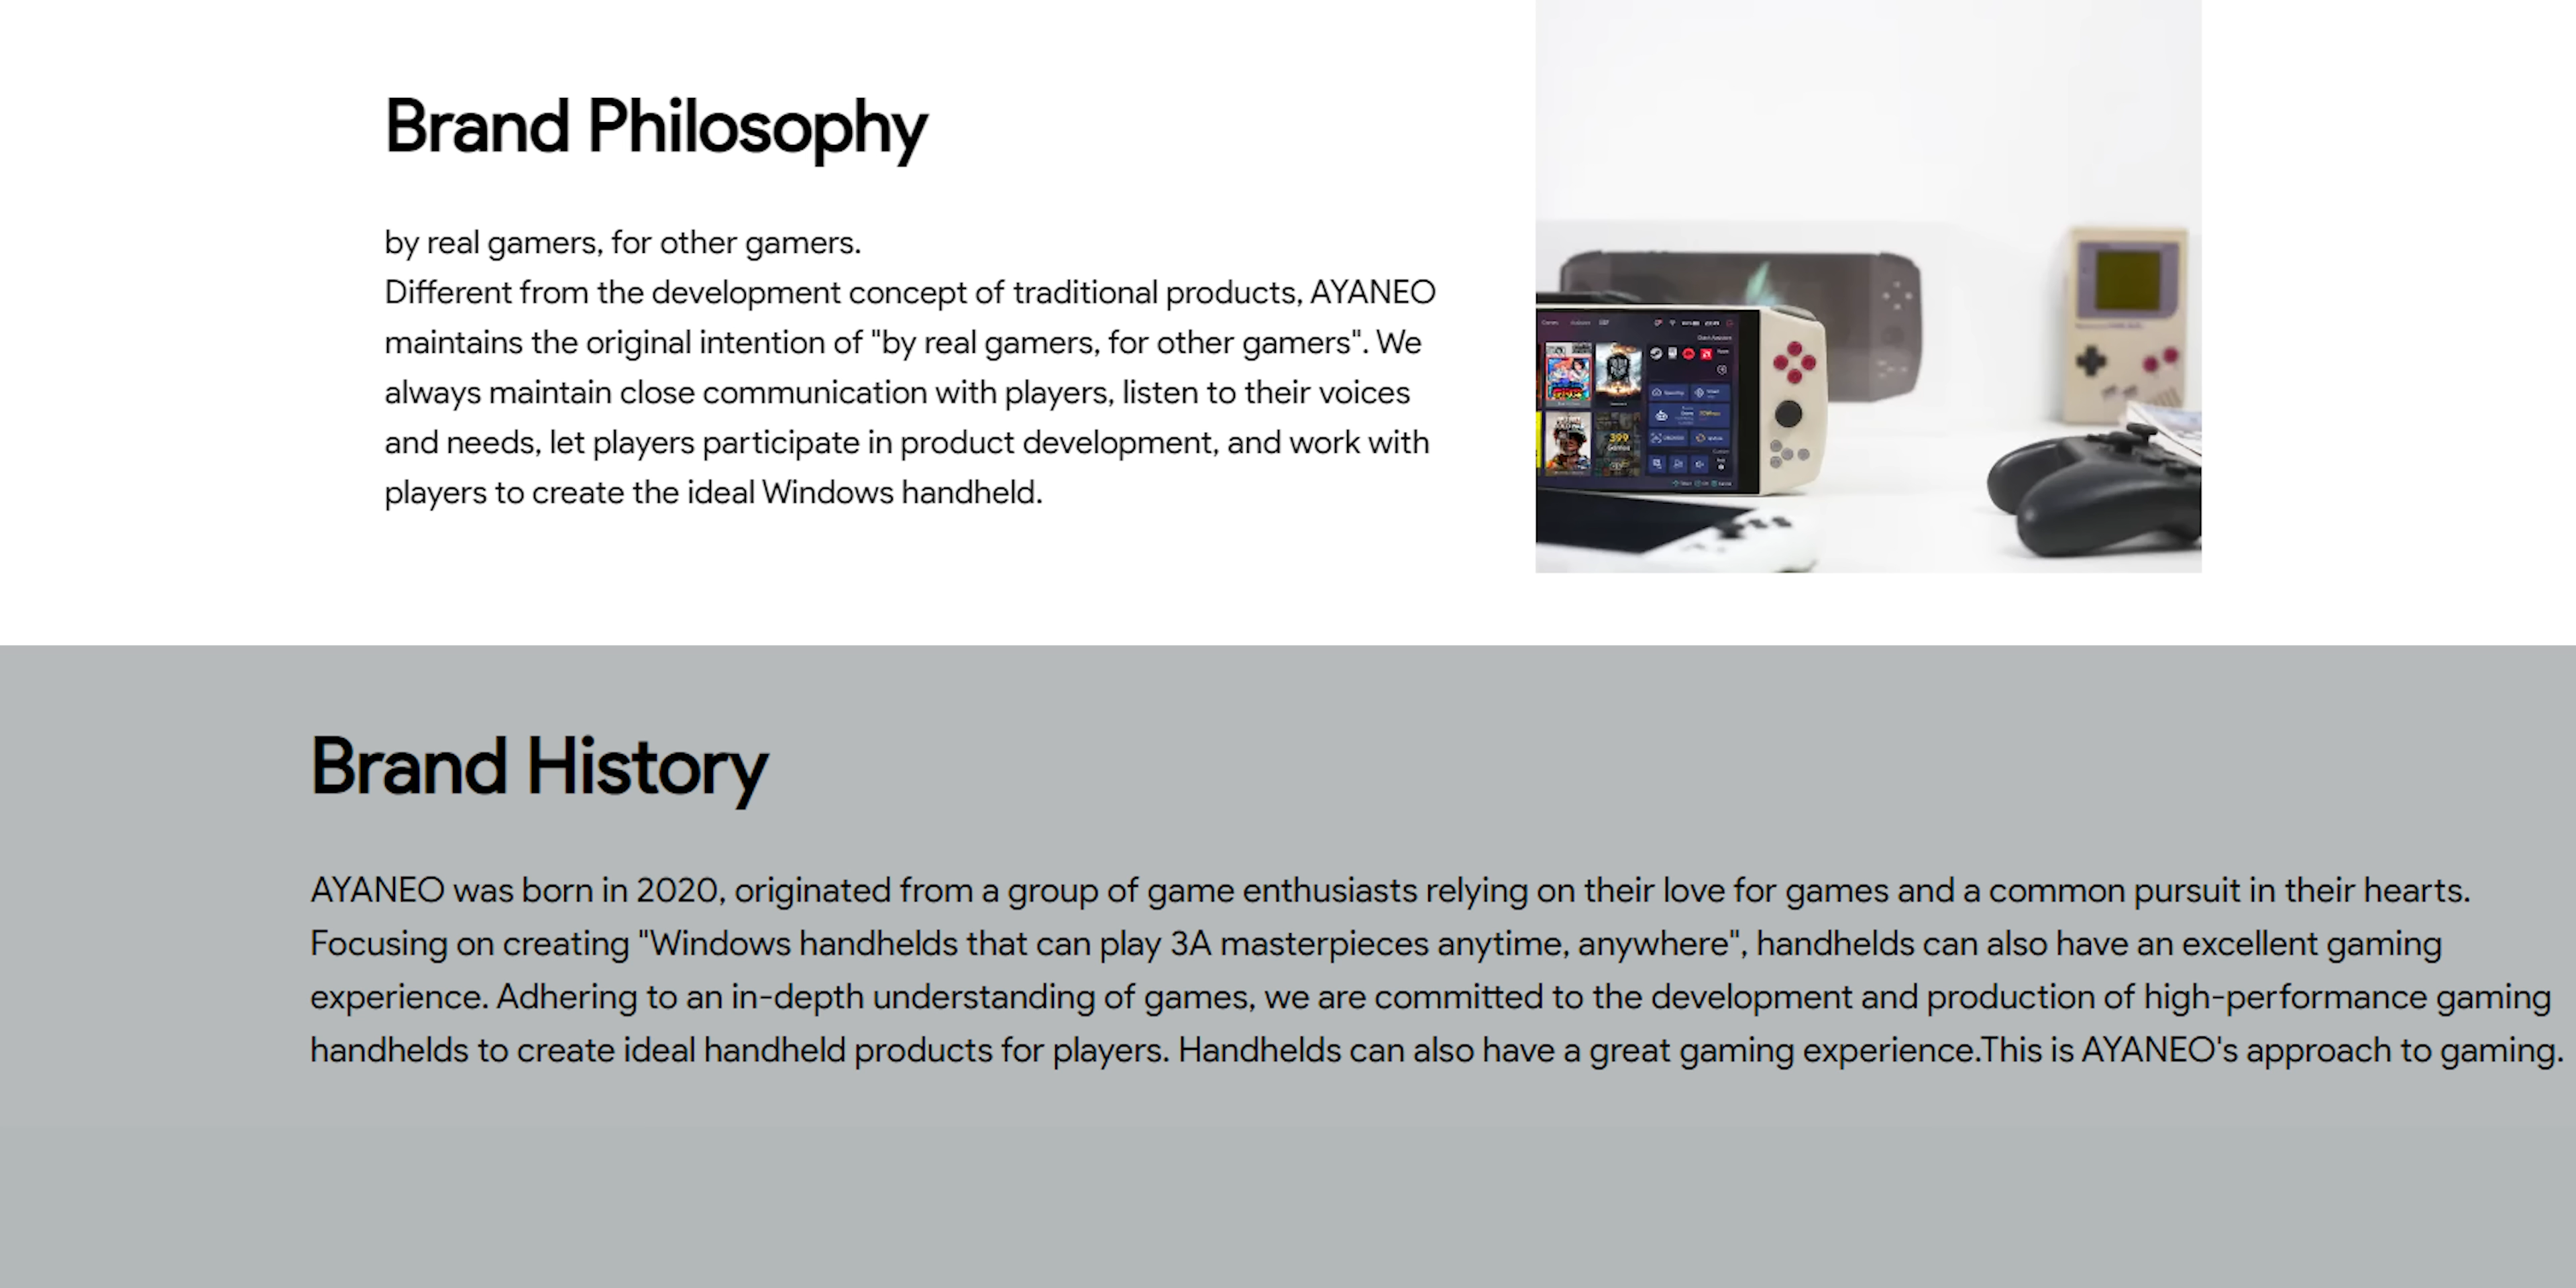 Brand Philosophy
by real gamers, for other gamers.
Different from the development concept of traditional products, AYANEO
maintains the original intention of "by real gamers, for other gamers". We
always maintain close communication with players, listen to their voices
and needs, let players participate in product development, and work with
players to create the ideal Windows handheld.
399
Games
Brand History
AYANEO was born in 2020, originated from a group of game enthusiasts relying on their love for games and a common pursuit in their hearts.
Focusing on creating "Windows handhelds that can play 3A masterpieces anytime, anywhere", handhelds can also have an excellent gaming
experience. Adhering to an in-depth understanding of games, we are committed to the development and production of high-performance gaming
handhelds to create ideal handheld products for players. Handhelds can also have a great gaming experience.This is AYANEO's approach to gaming.